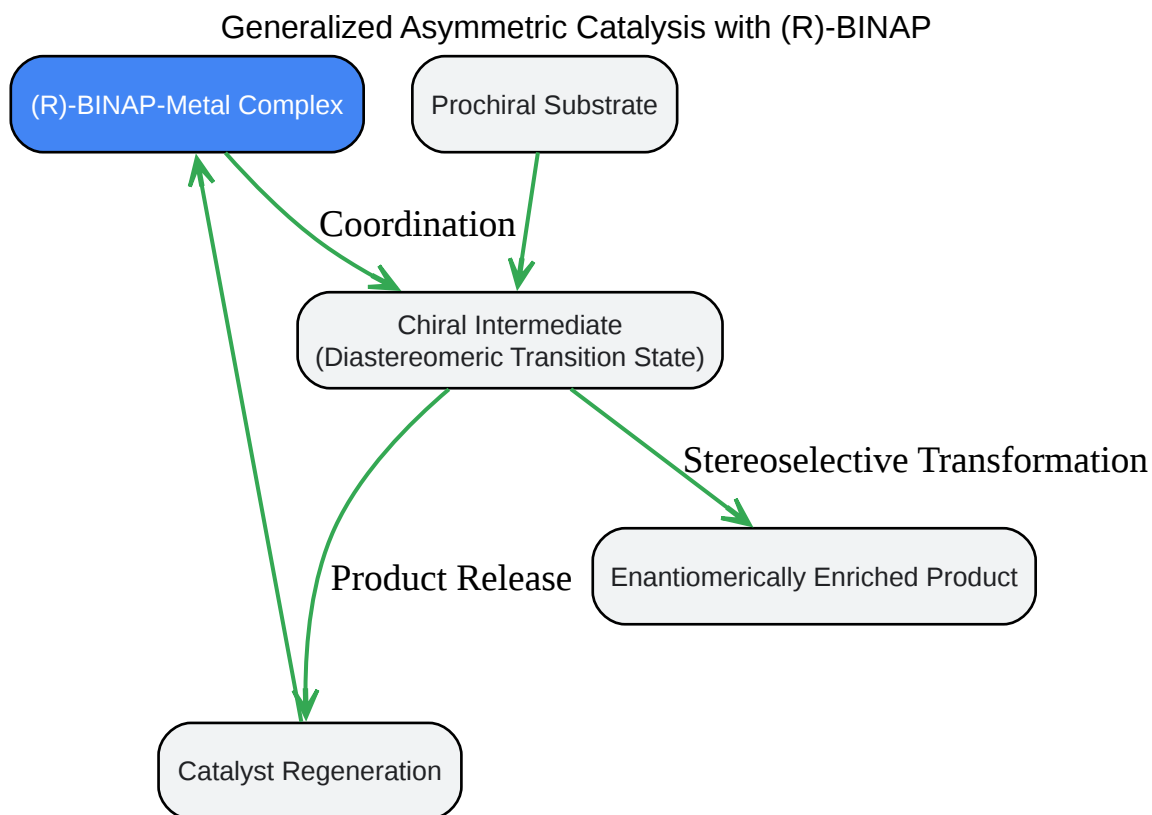 Generalized Asymmetric Catalysis with (R)-BINAP
(R)-BINAP-Metal Complex
Prochiral Substrate
Coordination
Chiral Intermediate
(Diastereomeric Transition State)
Stereoselective Transformation
Product Release
Enantiomerically Enriched Product
Catalyst Regeneration